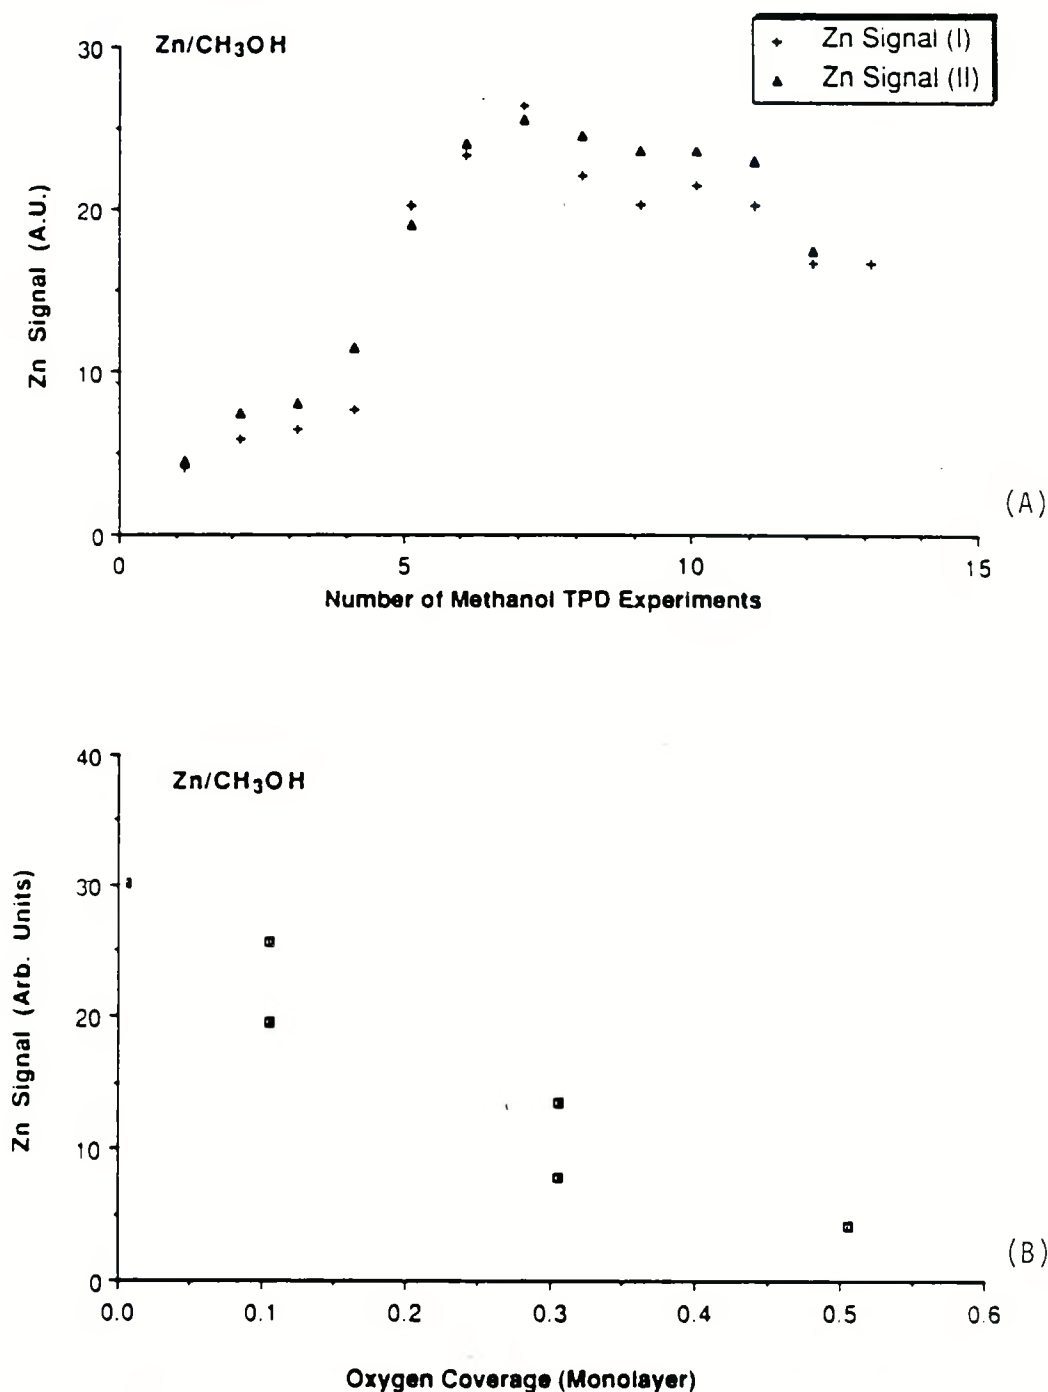 Zn/CH₃OH
Zn Signal (I)
Zn Signal (II)
30
20
10
0
Zn Signal (A.U.)
0 5 10 15
Number of Methanol TPD Experiments
(A)
Zn/CH₃OH
40
30
20
10
0
Zn Signal (Arb. Units)
0.0 0.1 0.2 0.3 0.4 0.5 0.6
Oxygen Coverage (Monolayer)
(B)